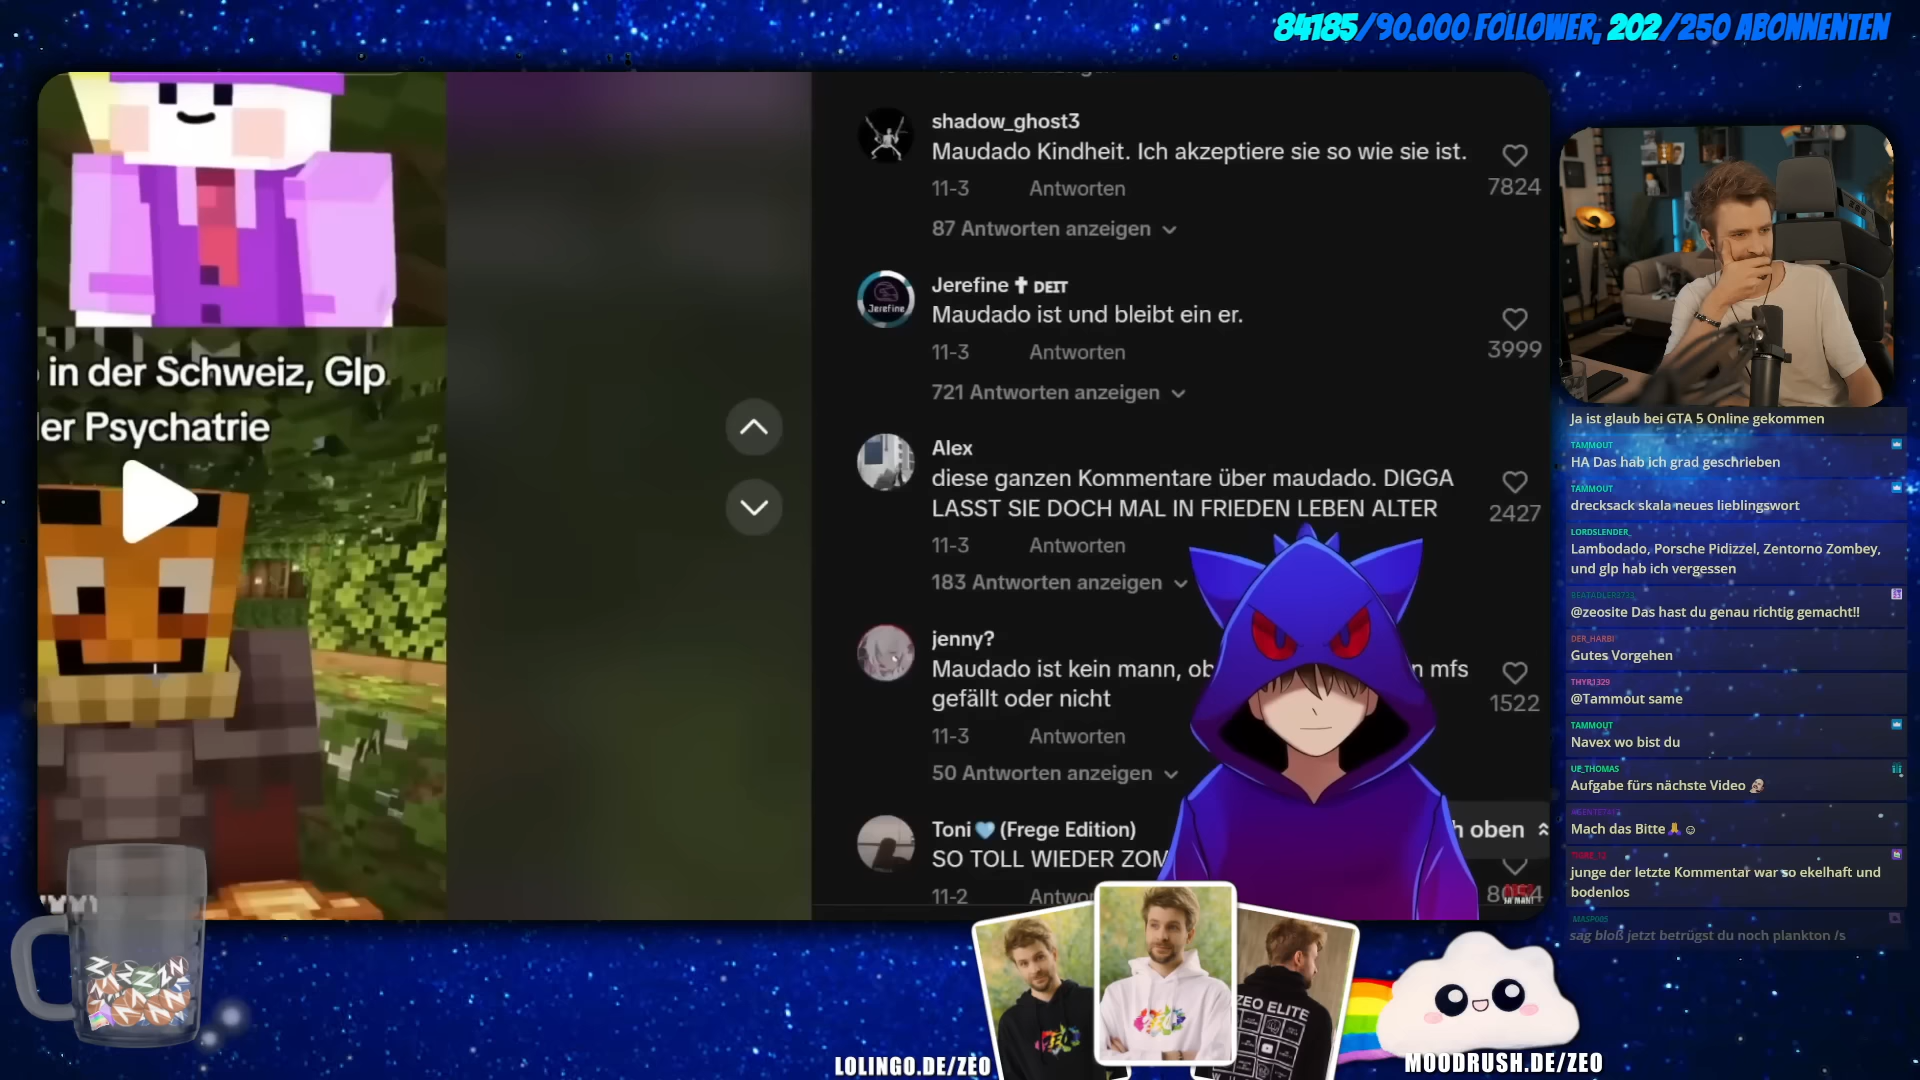 84185/90.000 FOLLOWER, 202/250 ABONNENTEN
shadow_ghost3
Maudado Kindheit. Ich akzeptiere sie so wie sie ist.
11-3 Antworten
7824
87 Antworten anzeigen
Jerefine
Jerefine ✝ DEIT
Maudado ist und bleibt ein er.
11-3 Antworten
3999
721 Antworten anzeigen
in der Schweiz, Glp
er Psychatrie
Alex
diese ganzen Kommentare über maudado. DIGGA
LASST SIE DOCH MAL IN FRIEDEN LEBEN ALTER
11-3 Antworten
2427
183 Antworten anzeigen
jenny?
Maudado ist kein mann, ob n mfs
gefällt oder nicht
11-3 Antworten
1522
50 Antworten anzeigen
Toni🩵(Frege Edition)
SO TOLL WIEDER ZOM
11-2
h oben
Ja ist glaub bei GTA 5 Online gekommen
TAMMOUT
HA Das hab ich grad geschrieben
TAMMOUT
drecksack skala neues lieblingswort
LORDSLENDER_
Lambodado, Porsche Pidizzel, Zentorno Zombey,
und glp hab ich vergessen
@zeosite Das hast du genau richtig gemacht!!
DER_HARBI
Gutes Vorgehen
THYR1329
@Tammout same
TAMMOUT
Navex wo bist du
UF_THOMAS
Aufgabe fürs nächste Video
Mach das Bitte🙏☺
TIGRE_12
junge der letzte Kommentar war so ekelhaft und
bodenlos
sag bloß jetzt betrügst du noch plankton /s
ZEO
ZEO ELITE
LOLINGO.DE/ZEO
MOODRUSH.DE/ZEO